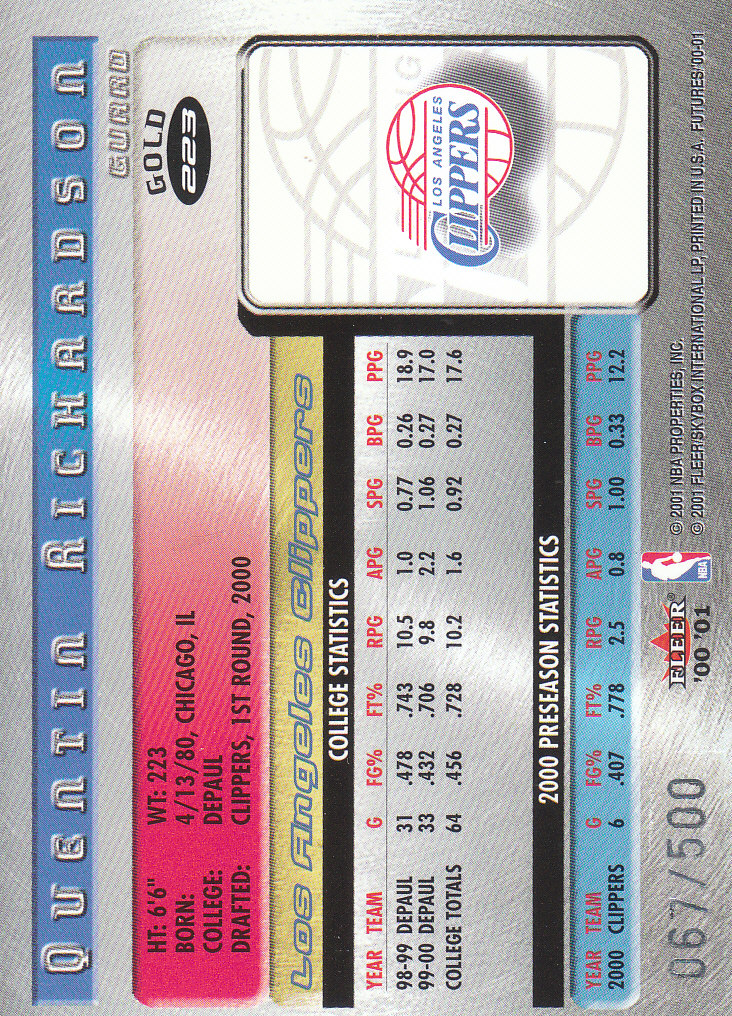 QUENTIN RICHARDSON
GUARD
HT: 6'6" WT: 223
BORN: 4/13/80, CHICAGO, IL
COLLEGE: DEPAUL
DRAFTED: CLIPPERS, 1ST ROUND, 2000
GOLD
223
Los Angeles Clippers
LOS ANGELES
CLIPPERS
COLLEGE STATISTICS
YEAR TEAM G FG% FT% RPG APG SPG BPG PPG
98-99 DEPAUL 31 .478 .743 10.5 1.0 0.77 0.26 18.9
99-00 DEPAUL 33 .432 .706 9.8 2.2 1.06 0.27 17.0
COLLEGE TOTALS 64 .456 .728 10.2 1.6 0.92 0.27 17.6
2000 PRESEASON STATISTICS
YEAR TEAM G FG% FT% RPG APG SPG BPG PPG
2000 CLIPPERS 6 .407 .778 2.5 0.8 1.00 0.33 12.2
067/500
FLEER®
'00 '01
NBA
© 2001 NBA PROPERTIES, INC.
© 2001 FLEER/SKYBOX INTERNATIONAL LP, PRINTED IN U.S.A. FUTURES '00-01